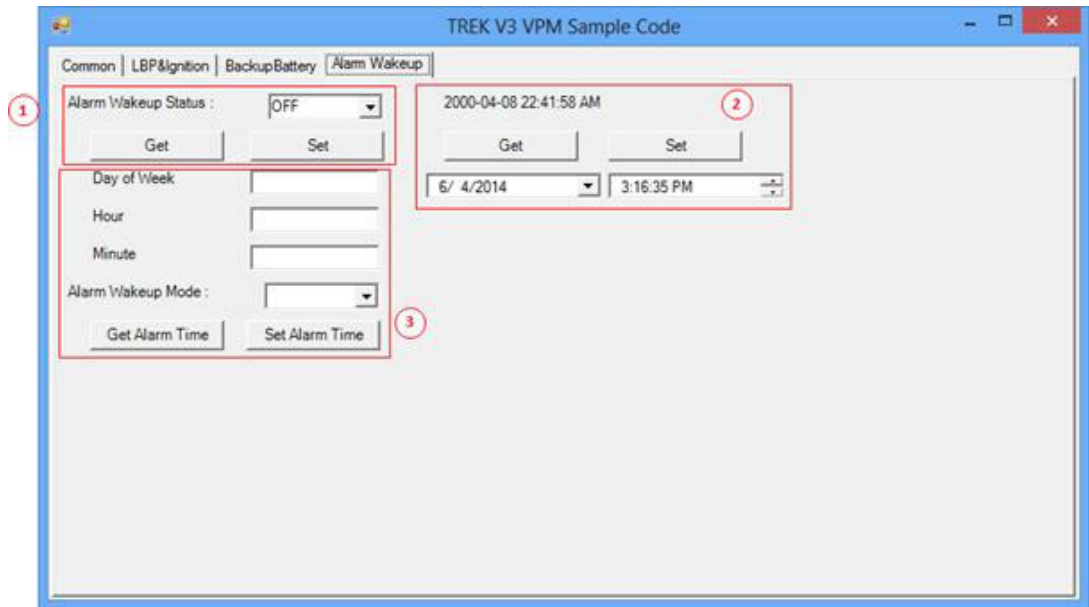 TREK V3 VPM Sample Code
Common LBP&Ignition BackupBattery Alarm Wakeup
1
Alarm Wakeup Status :
OFF
Get
Set
2000-04-08 22:41:58 AM
2
Get
Set
6/ 4/2014
3:16:35 PM
Day of Week
Hour
Minute
Alarm Wakeup Mode :
Get Alarm Time
Set Alarm Time
3